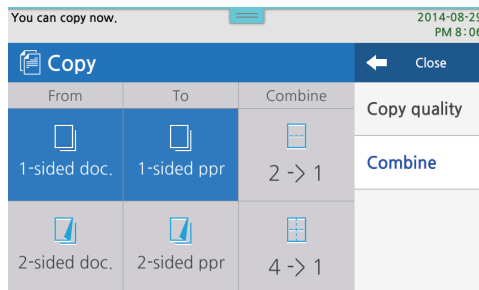 You can copy now.
2014-08-29
PM 8:06
Copy
Close
From To Combine
Copy quality
Combine
1-sided doc. 1-sided ppr 2 -> 1
2-sided doc. 2-sided ppr 4 -> 1